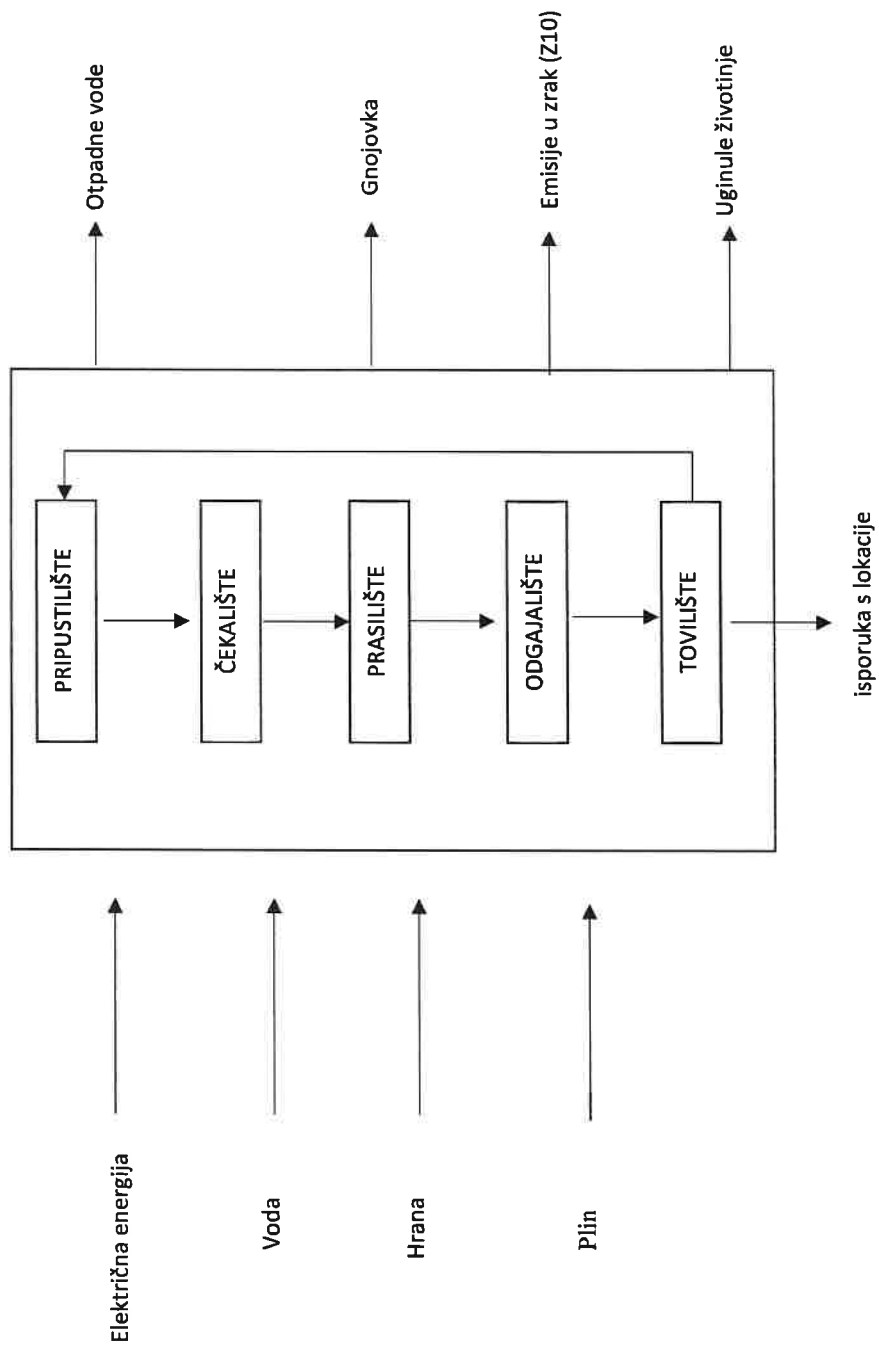 Električna energija
Voda
Hrana
Plin
PRIPUSTILIŠTE
ČEKALIŠTE
PRASILIŠTE
ODGAJALIŠTE
TOVILIŠTE
Otpadne vode
Gnojovka
Emisije u zrak (Z10)
Uginule životinje
isporuka s lokacije